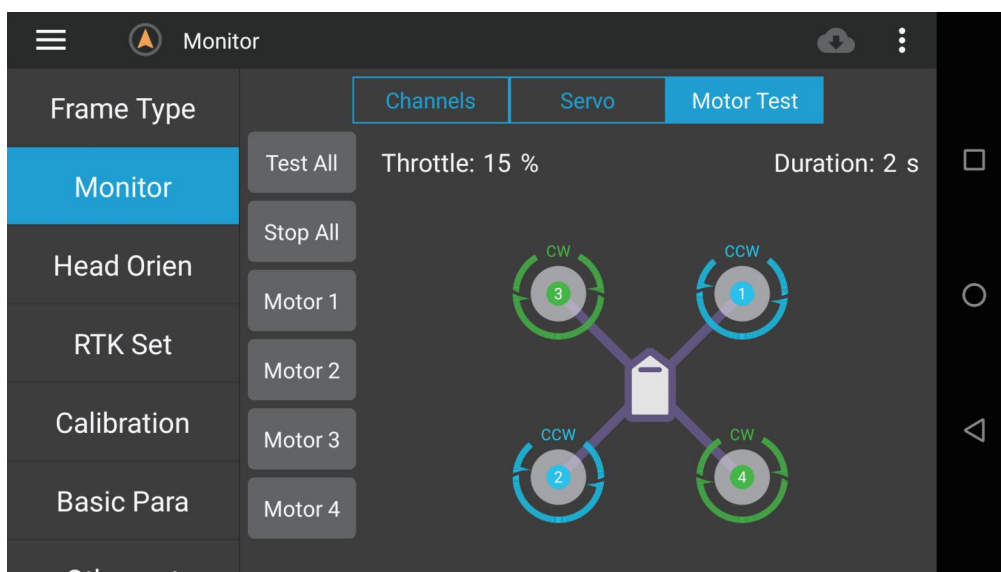 Monitor
Frame Type
Monitor
Head Orien
RTK Set
Calibration
Basic Para
Channels
Servo
Motor Test
Test All
Stop All
Motor 1
Motor 2
Motor 3
Motor 4
Throttle: 15 %
Duration: 2 s
CW
3
CCW
1
CCW
2
CW
4